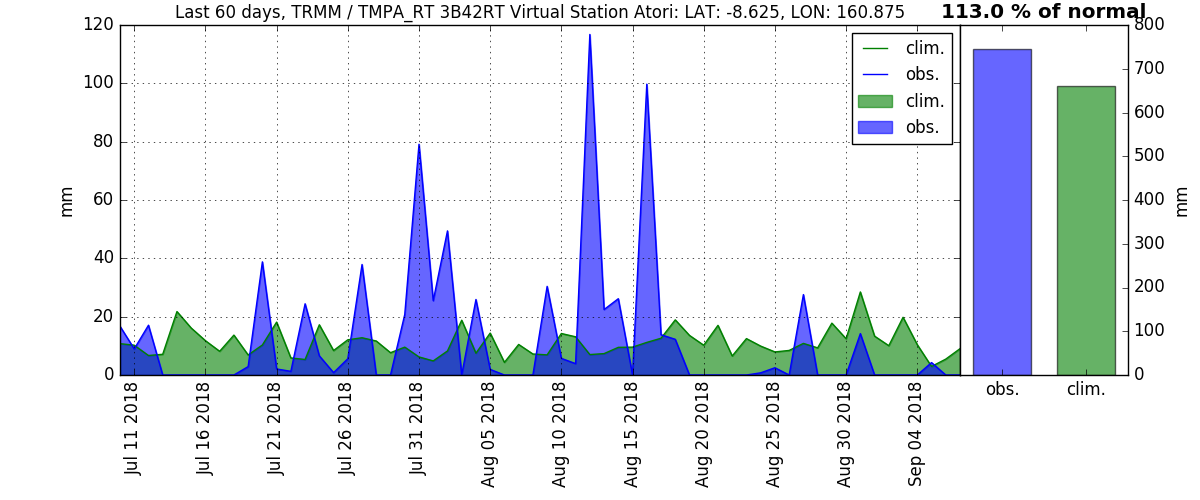 Last 60 days, TRMM / TMPA_RT 3B42RT Virtual Station Atori: LAT: -8.625, LON: 160.875
113.0 % of normal
120
100
80
60
40
20
0
mm
clim.
obs.
clim.
obs.
Jul 11 2018
Jul 16 2018
Jul 21 2018
Jul 26 2018
Jul 31 2018
Aug 05 2018
Aug 10 2018
Aug 15 2018
Aug 20 2018
Aug 25 2018
Aug 30 2018
Sep 04 2018
800
700
600
500
400
300
200
100
0
mm
obs.
clim.